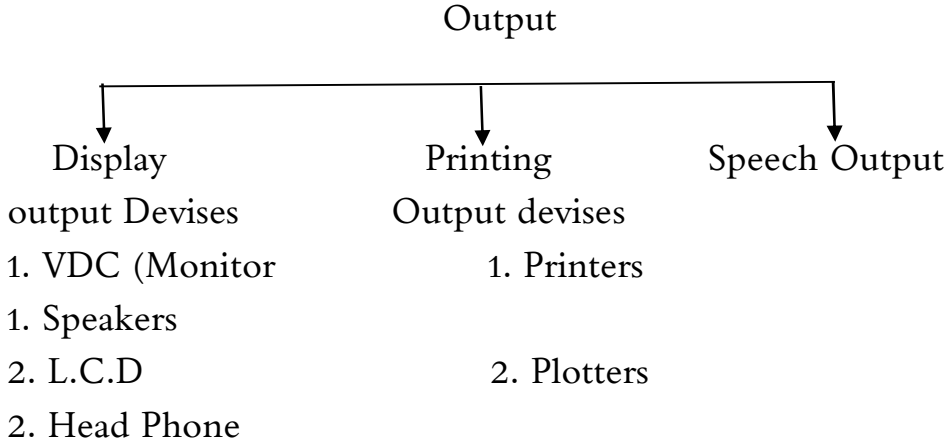 Output
Display Printing Speech Output
output Devises Output devises
1. VDC (Monitor 1. Printers
1. Speakers
2. L.C.D 2. Plotters
2. Head Phone